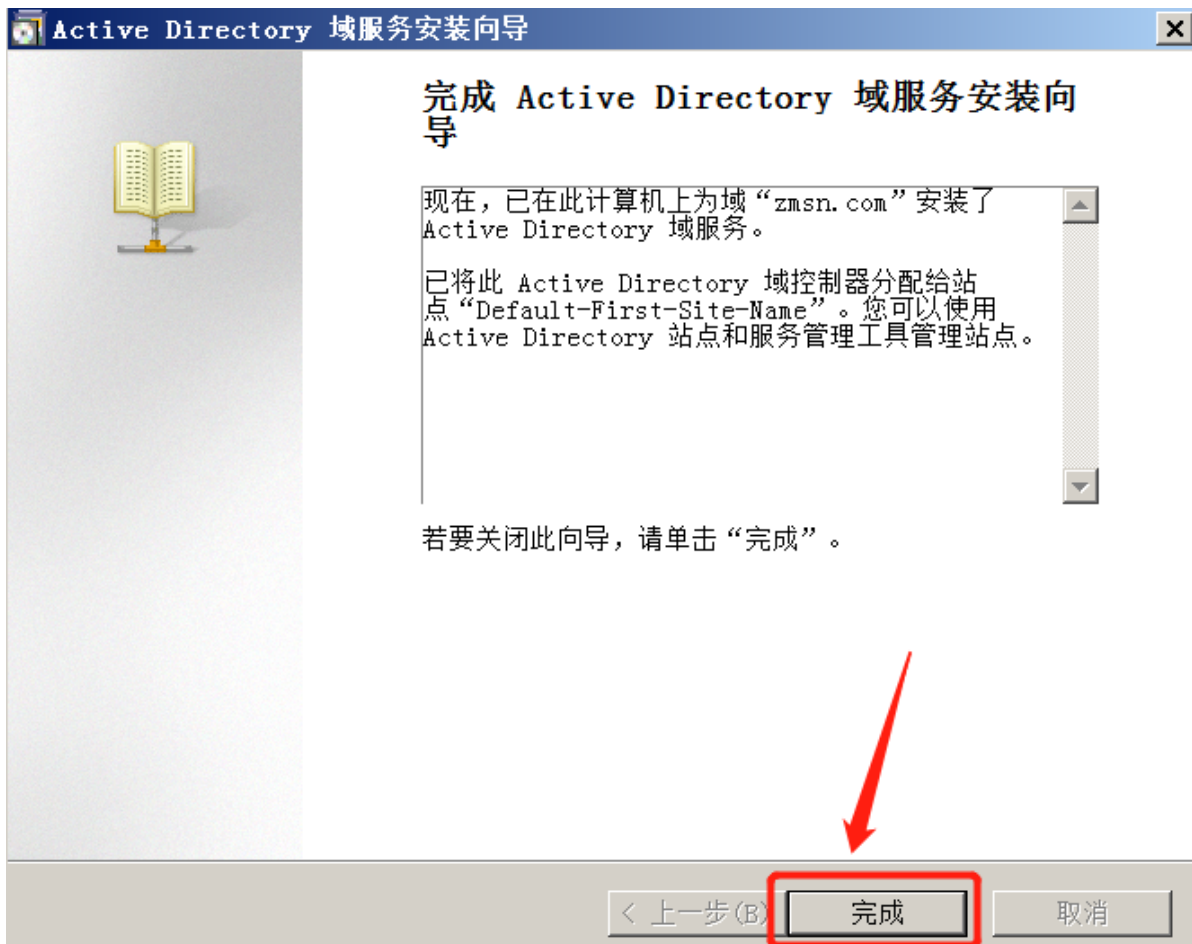 Active Directory 域服务安装向导
完成 Active Directory 域服务安装向
导
现在，已在此计算机上为域“zmsn.com”安装了
Active Directory 域服务。
已将此 Active Directory 域控制器分配给站
点“Default-First-Site-Name”。您可以使用
Active Directory 站点和服务管理工具管理站点。
若要关闭此向导，请单击“完成”。
< 上一步(B)
完成
取消